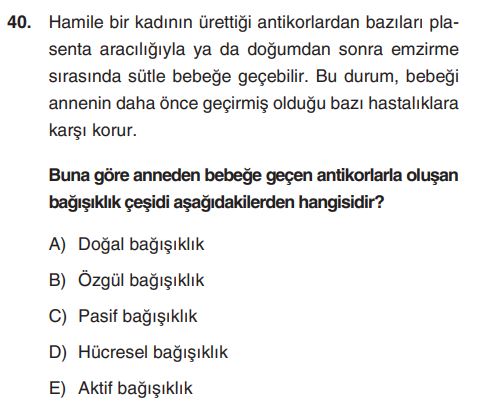 40. Hamile bir kadının ürettiği antikorlardan bazıları pla-
senta aracılığıyla ya da doğumdan sonra emzirme
sırasında sütle bebeğe geçebilir. Bu durum, bebeği
annenin daha önce geçirmiş olduğu bazı hastalıklara
karşı korur.
Buna göre anneden bebeğe geçen antikorlarla oluşan
bağışıklık çeşidi aşağıdakilerden hangisidir?
A) Doğal bağışıklık
B) Özgül bağışıklık
C) Pasif bağışıklık
D) Hücresel bağışıklık
E) Aktif bağışıklık